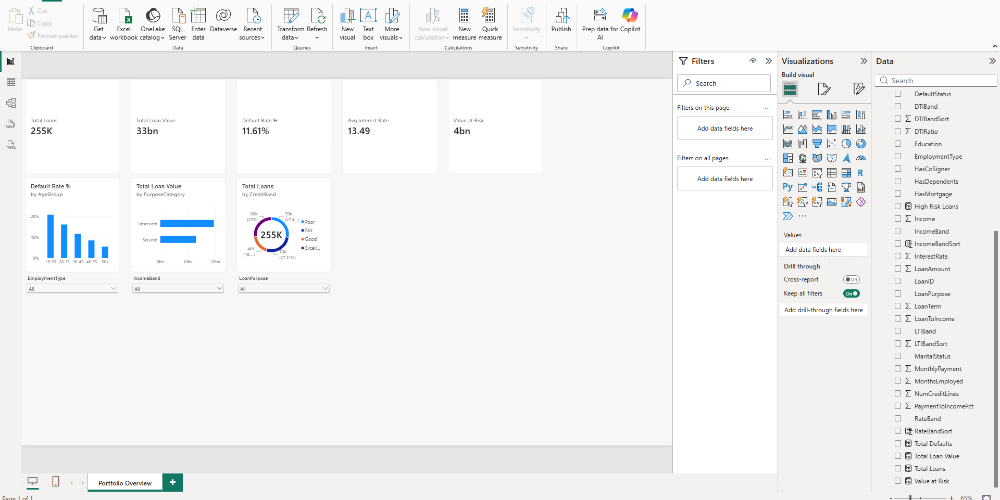 Paste
Cut
Copy
Format painter
Clipboard
Get data
Excel workbook
OneLake catalog
SQL Server
Enter data
Dataverse
Recent sources
Data
Transform data
Refresh
Queries
New visual
Text box
More visuals
Insert
New visual calculation
New measure
Quick measure
Calculations
Sensitivity
Sensitivity
Publish
Share
Prep data for AI
Copilot
Copilot
DAX
TMDL
Total Loans
255K
Total Loan Value
33bn
Default Rate %
11.61%
Avg Interest Rate
13.49
Value at Risk
4bn
Default Rate %
by AgeGroup
20%
10%
0%
18-25 26-35 36-45 46-55 56+
Total Loan Value
by PurposeCategory
Unsecured
Secured
0bn 10bn 20bn
Total Loans
by CreditBand
69K
(27%)
70K
(27.4...)
255K
46K
(18....)
70K
(27.31%)
Poor
Fair
Good
Excell...
EmploymentType
All
IncomeBand
All
LoanPurpose
All
Portfolio Overview
+
Page 1 of 1
Filters
Search
Filters on this page
...
Add data fields here
Filters on all pages
...
Add data fields here
Visualizations
Build visual
123
R
Py
...
Values
Add data fields here
Drill through
Cross-report
Off
Keep all filters
On
Add drill-through fields here
Data
Search
DefaultStatus
DTIBand
DTIBandSort
DTIRatio
Education
EmploymentType
HasCoSigner
HasDependents
HasMortgage
High Risk Loans
Income
IncomeBand
IncomeBandSort
InterestRate
LoanAmount
LoanID
LoanPurpose
LoanTerm
LoanToIncome
LTIBand
LTIBandSort
MaritalStatus
MonthlyPayment
MonthsEmployed
NumCreditLines
PaymentToIncomePct
RateBand
RateBandSort
Total Defaults
Total Loan Value
Total Loans
Value at Risk
- + 65%